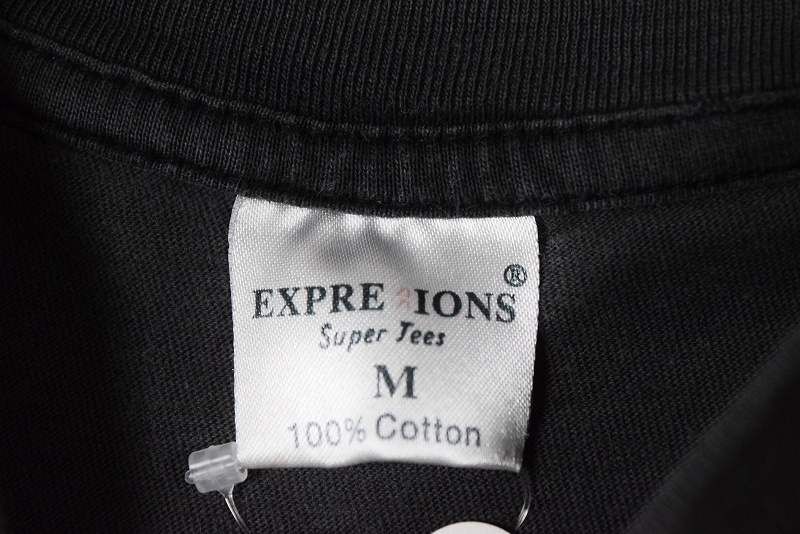 EXPRESSIONS®
Super Tees
M
100% Cotton